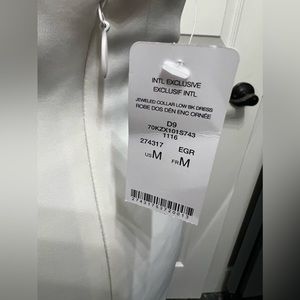 INTL EXCLUSIVE
EXCLUSIF INTL
JEWELED COLLAR LOW BK DRESS
ROBE DOS DÉN ENC ORNÉE
D9
70KZX101S743
1116
274317 EGR
US M FR M